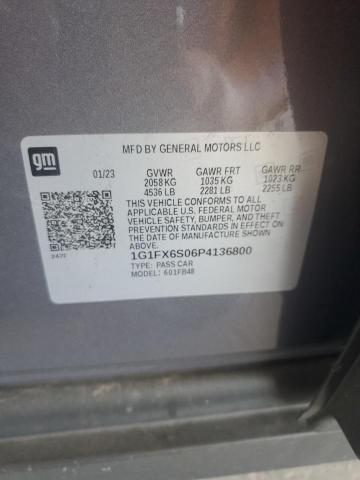 gm
MFD BY GENERAL MOTORS LLC
01/23 GVWR GAWR FRT GAWR RR
2058 KG 1035 KG 1023 KG
4536 LB 2281 LB 2255 LB
THIS VEHICLE CONFORMS TO ALL
APPLICABLE U.S. FEDERAL MOTOR
VEHICLE SAFETY, BUMPER, AND THEFT
PREVENTION STANDARDS IN EFFECT ON
THE DATE OF MANUFACTURE SHOWN
ABOVE.
1G1FX6S06P4136800
TYPE: PASS CAR
MODEL: 601FB48